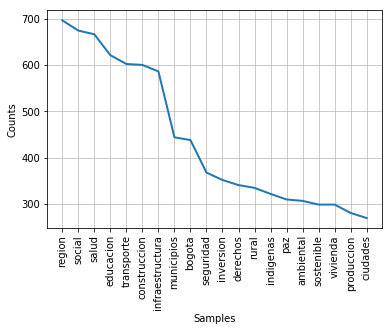 700
600
500
400
300
Counts
region
social
salud
educacion
transporte
construccion
infraestructura
municipios
bogota
seguridad
inversion
derechos
rural
indigenas
paz
ambiental
sostenible
vivienda
produccion
ciudades
Samples